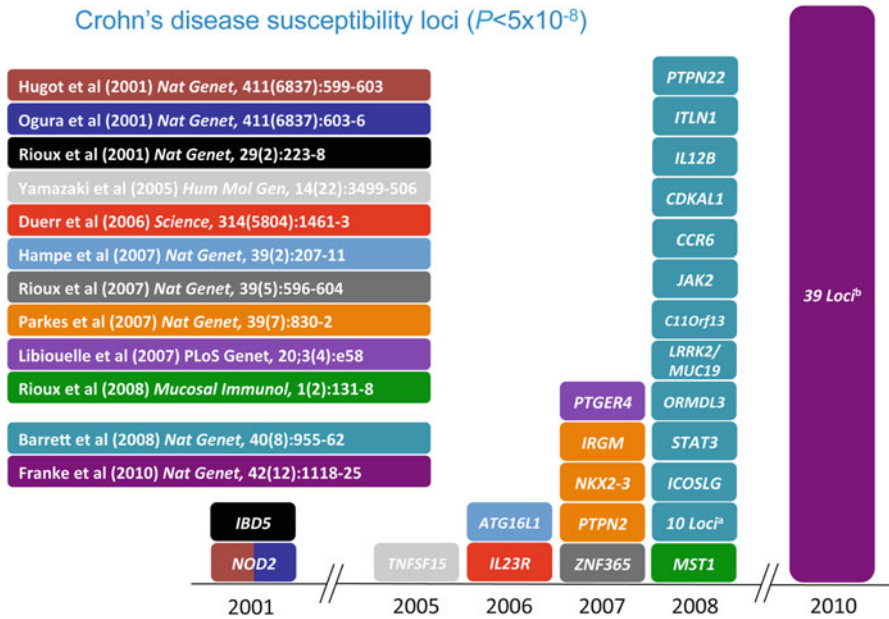 Crohn's disease susceptibility loci (P<5x10-8)
Hugot et al (2001) Nat Genet, 411(6837):599-603
Ogura et al (2001) Nat Genet, 411(6837):603-6
Rioux et al (2001) Nat Genet, 29(2):223-8
Yamazaki et al (2005) Hum Mol Gen, 14(22):3499-506
Duerr et al (2006) Science, 314(5804):1461-3
Hampe et al (2007) Nat Genet, 39(2):207-11
Rioux et al (2007) Nat Genet, 39(5):596-604
Parkes et al (2007) Nat Genet, 39(7):830-2
Libiouelle et al (2007) PLoS Genet, 20;3(4):e58
Rioux et al (2008) Mucosal Immunol, 1(2):131-8
Barrett et al (2008) Nat Genet, 40(8):955-62
Franke et al (2010) Nat Genet, 42(12):1118-25
IBD5
NOD2
TNFSF15
ATG16L1
IL23R
PTGER4
IRGM
NKX2-3
PTPN2
ZNF365
PTPN22
ITLN1
IL12B
CDKAL1
CCR6
JAK2
C11Orf13
LRRK2/
MUC19
ORMDL3
STAT3
ICOSLG
10 Lociª
MST1
39 Lociᵇ
2001
2005
2006
2007
2008
2010